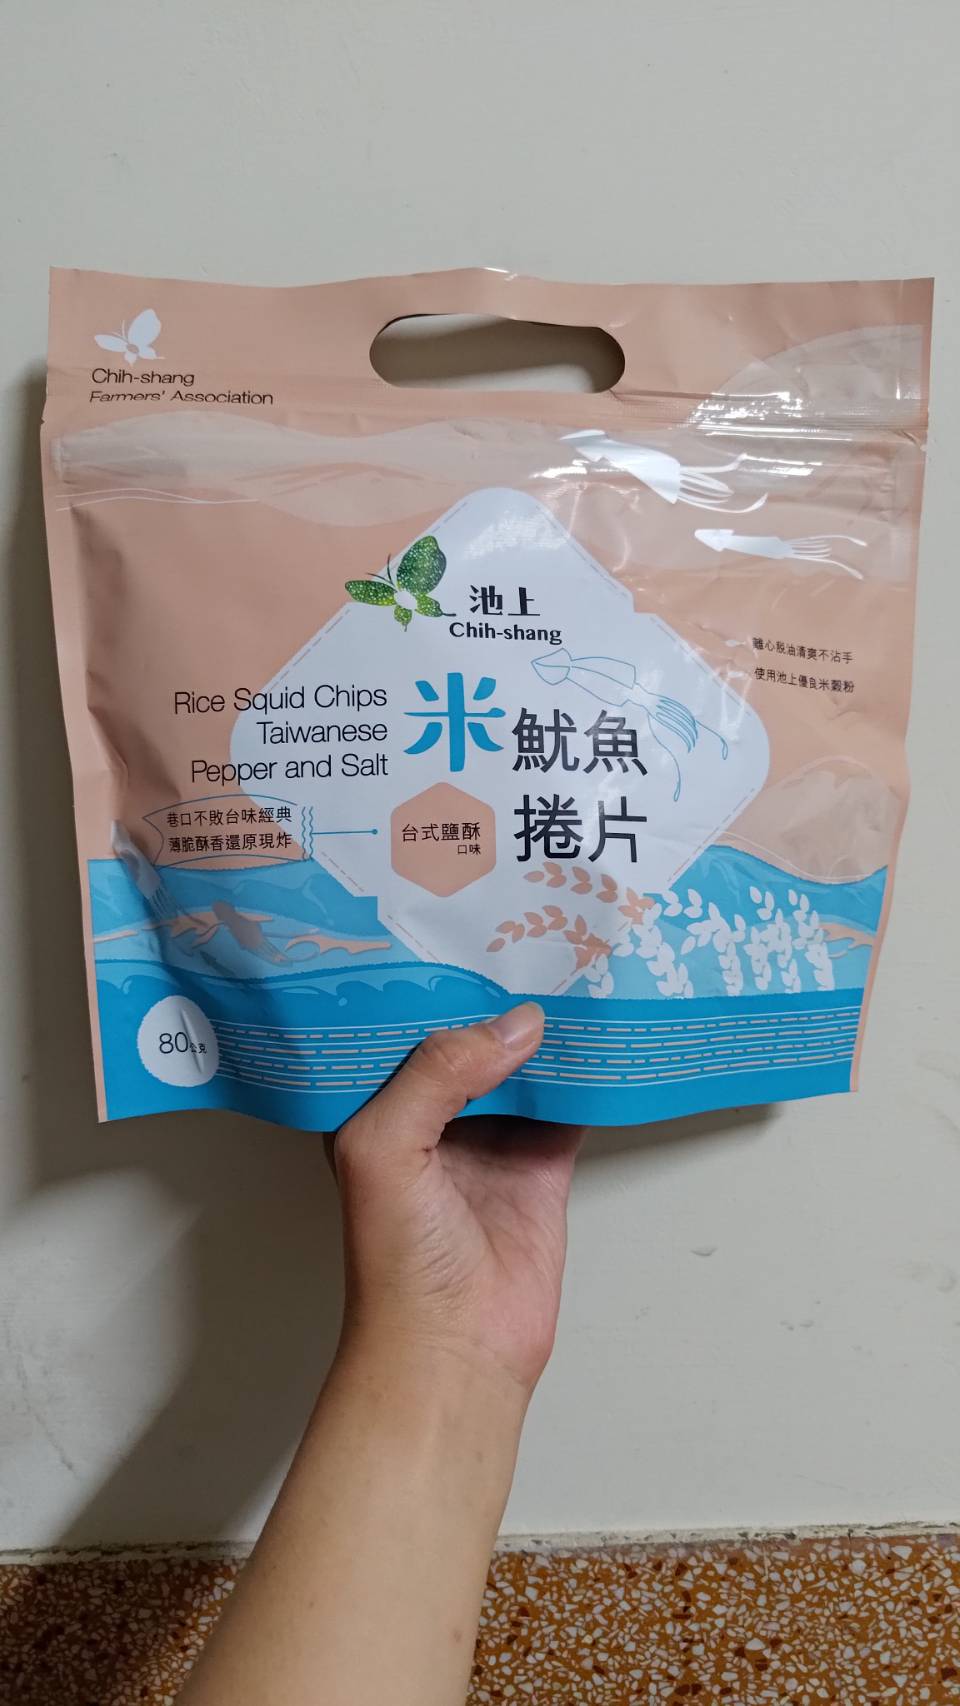 Chih-shang
Farmers' Association
池上
Chih-shang
離心脱油清爽不沾手
使用池上優良米穀粉
Rice Squid Chips
Taiwanese
Pepper and Salt
米魷魚
捲片
巷口不敗台味經典
薄脆酥香還原現炸
台式鹽酥
口味
80公克